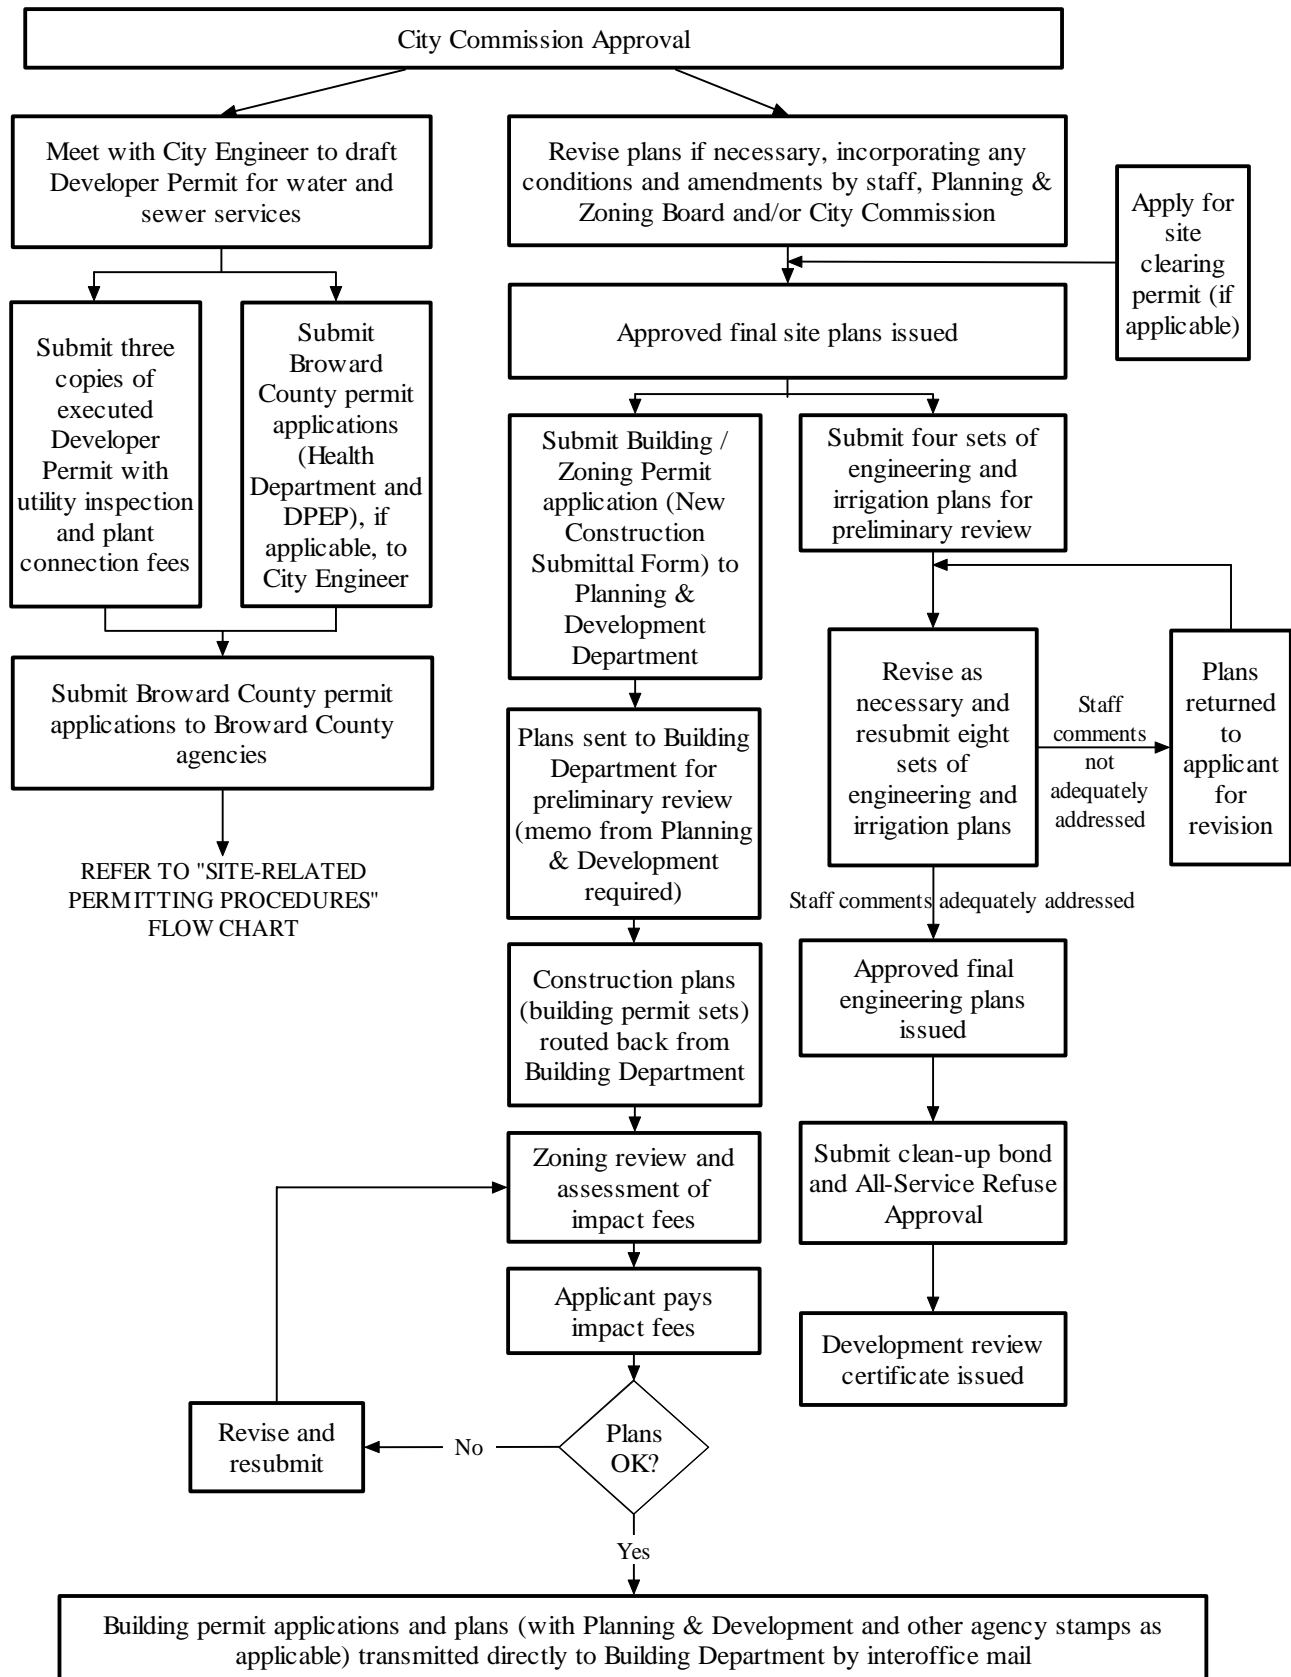 City Commission Approval
Meet with City Engineer to draft
Developer Permit for water and
sewer services
Revise plans if necessary, incorporating any
conditions and amendments by staff, Planning &
Zoning Board and/or City Commission
Apply for
site
clearing
permit (if
applicable)
Submit three
copies of
executed
Developer
Permit with
utility inspection
and plant
connection fees
Submit
Broward
County permit
applications
(Health
Department and
DPEP), if
applicable, to
City Engineer
Approved final site plans issued
Submit Building /
Zoning Permit
application (New
Construction
Submittal Form) to
Planning &
Development
Department
Submit four sets of
engineering and
irrigation plans for
preliminary review
Submit Broward County permit
applications to Broward County
agencies
Revise as
necessary and
resubmit eight
sets of
engineering and
irrigation plans
Staff
comments
not
adequately
addressed
Plans
returned
to
applicant
for
revision
Plans sent to Building
Department for
preliminary review
(memo from Planning
& Development
required)
REFER TO "SITE-RELATED
PERMITTING PROCEDURES"
FLOW CHART
Staff comments adequately addressed
Construction plans
(building permit sets)
routed back from
Building Department
Approved final
engineering plans
issued
Zoning review and
assessment of
impact fees
Submit clean-up bond
and All-Service Refuse
Approval
Applicant pays
impact fees
Development review
certificate issued
Revise and
resubmit
No
Plans
OK?
Yes
Building permit applications and plans (with Planning & Development and other agency stamps as
applicable) transmitted directly to Building Department by interoffice mail